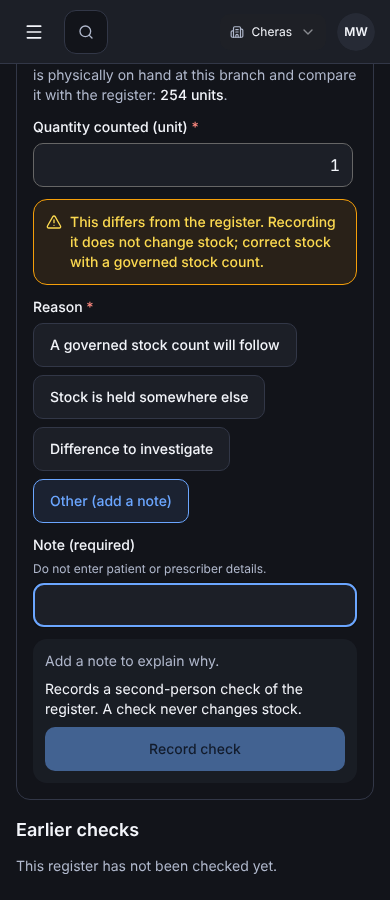 Cheras
MW
is physically on hand at this branch and compare
it with the register: 254 units.
Quantity counted (unit) *
1
This differs from the register. Recording
it does not change stock; correct stock
with a governed stock count.
Reason *
A governed stock count will follow
Stock is held somewhere else
Difference to investigate
Other (add a note)
Note (required)
Do not enter patient or prescriber details.
Add a note to explain why.
Records a second-person check of the
register. A check never changes stock.
Record check
Earlier checks
This register has not been checked yet.